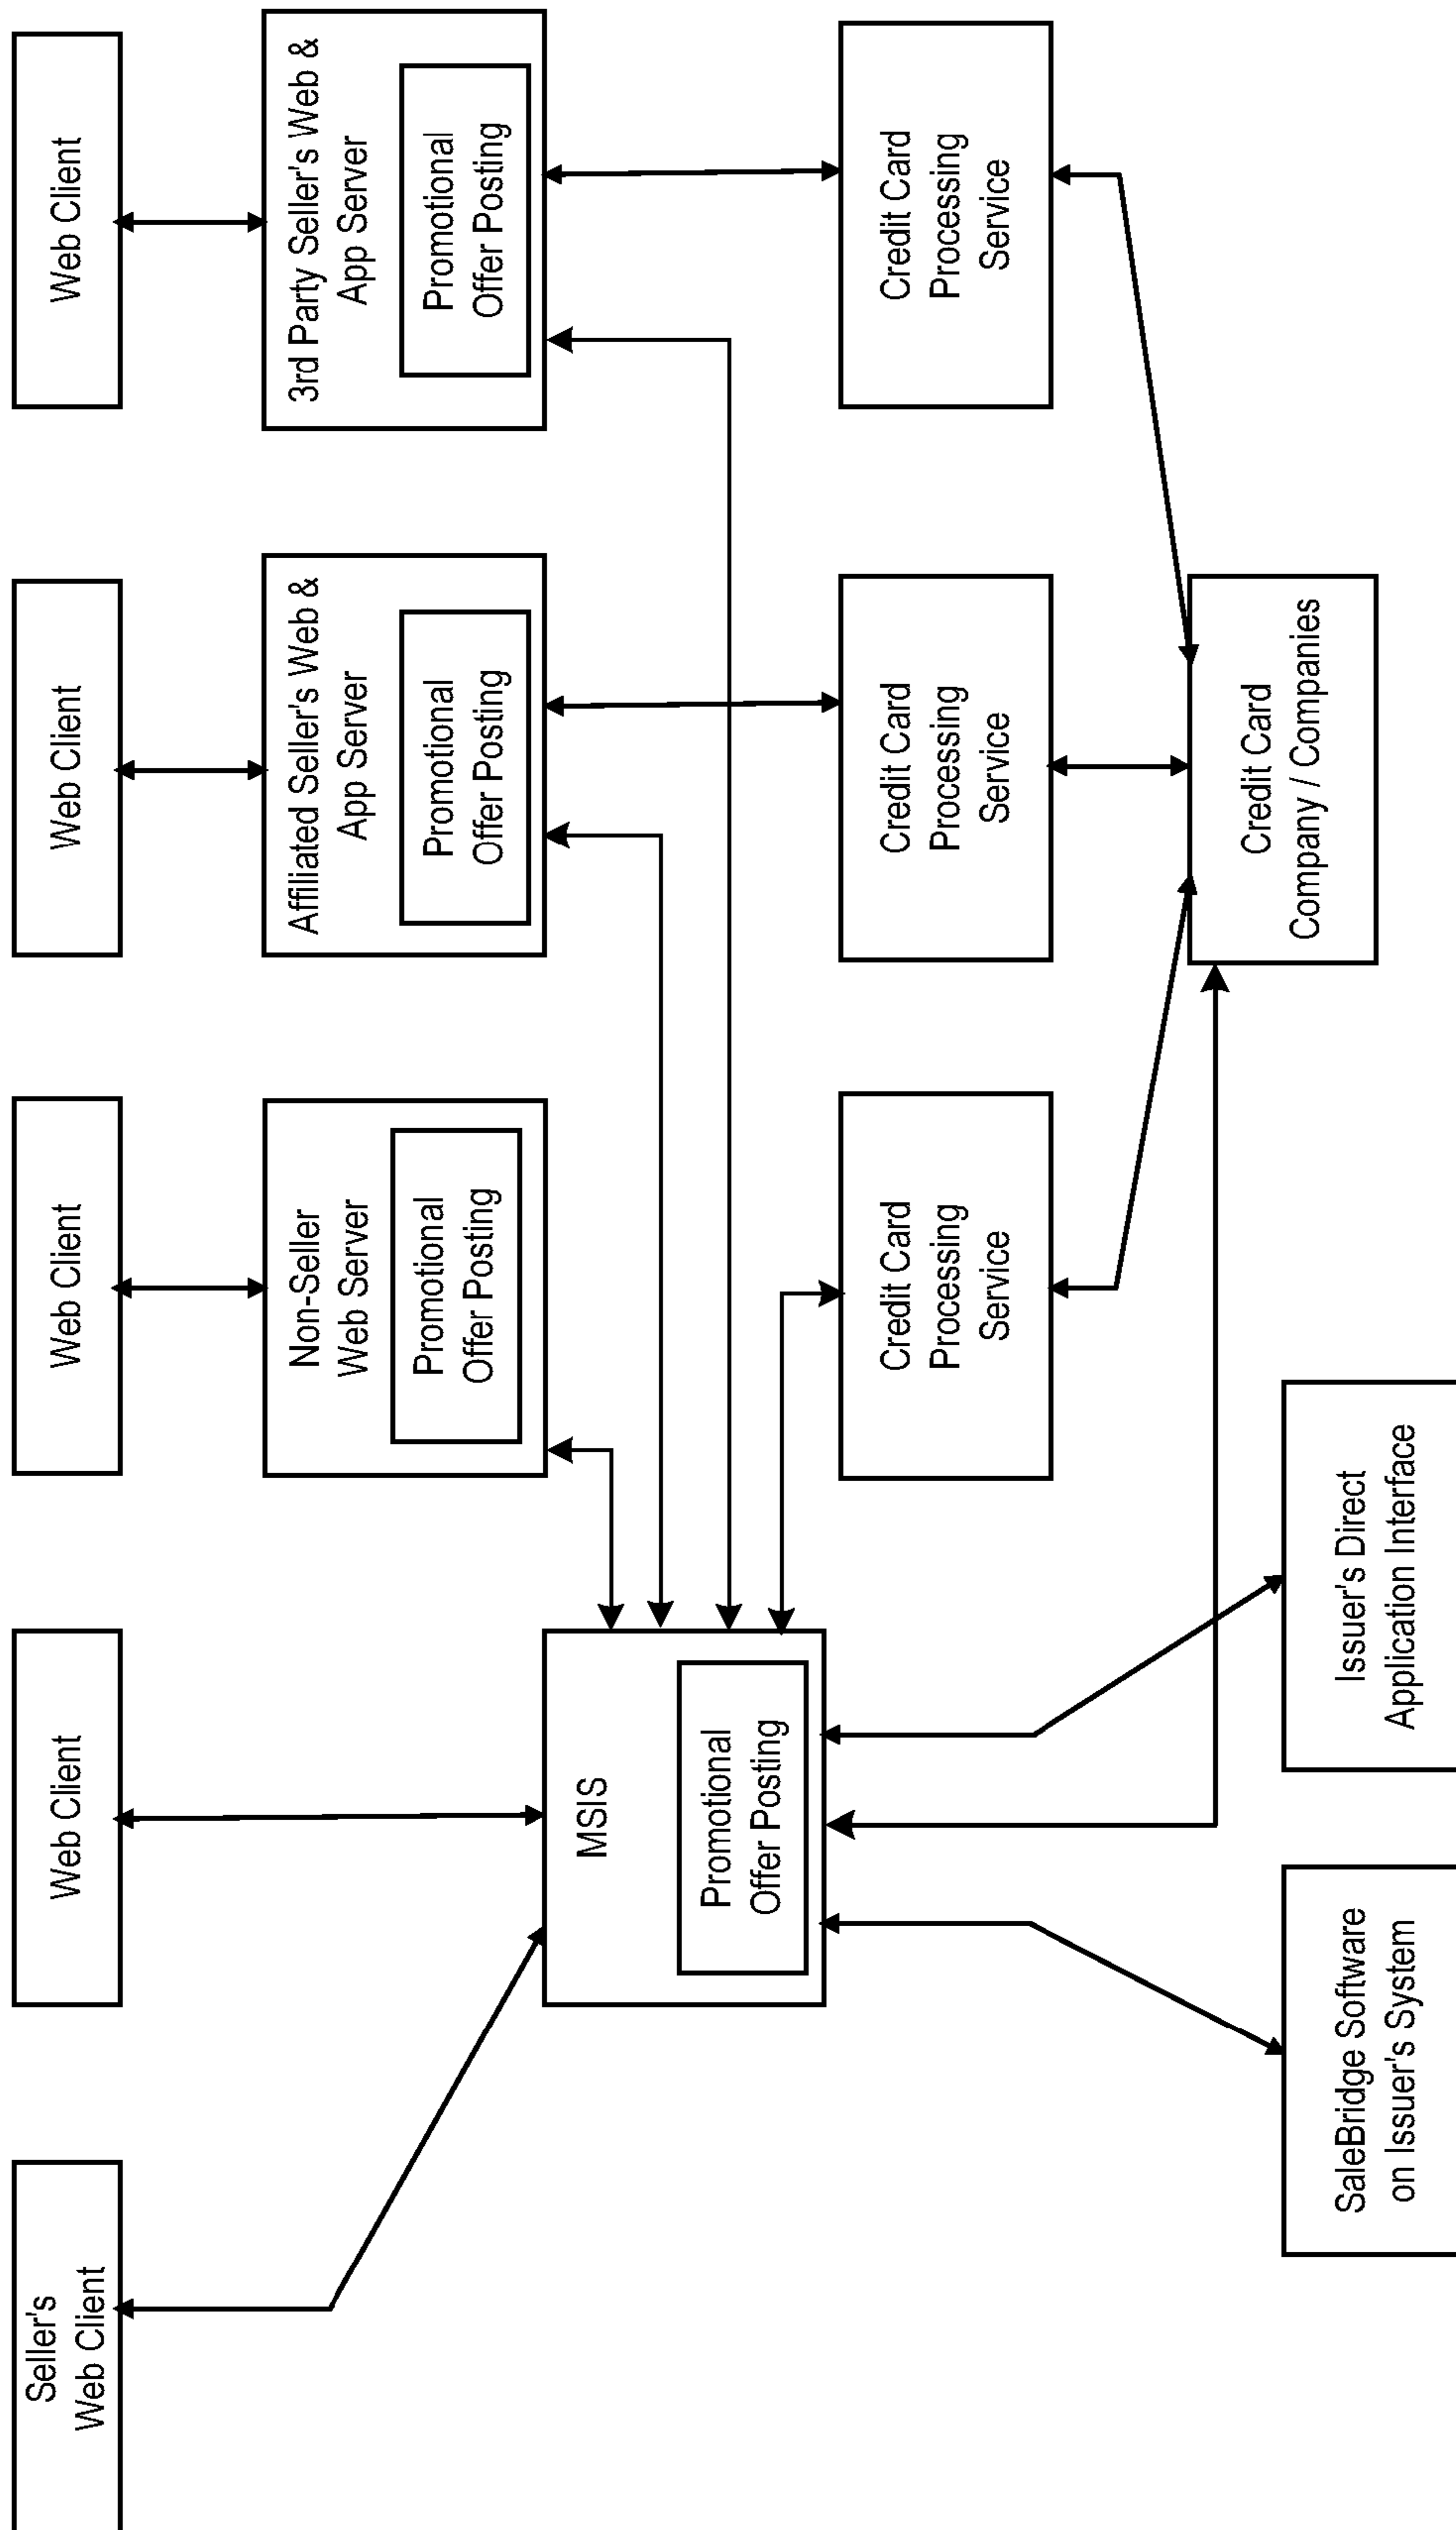 Seller's
Web Client
Web Client
Web Client
Web Client
Web Client
Non-Seller
Web Server
Promotional
Offer Posting
Affiliated Seller's Web &
App Server
Promotional
Offer Posting
3rd Party Seller's Web &
App Server
Promotional
Offer Posting
MSIS
Promotional
Offer Posting
Credit Card
Processing
Service
Credit Card
Processing
Service
Credit Card
Processing
Service
Credit Card
Company / Companies
SaleBridge Software
on Issuer's System
Issuer's Direct
Application Interface